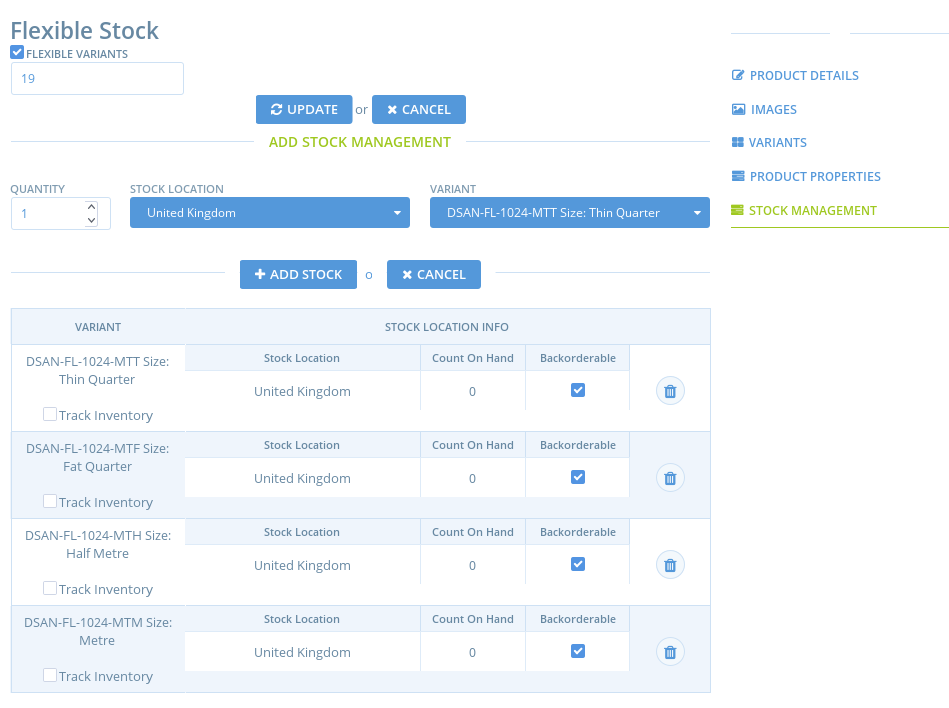 Flexible Stock
FLEXIBLE VARIANTS
19
UPDATE or CANCEL
ADD STOCK MANAGEMENT
QUANTITY STOCK LOCATION VARIANT
1 United Kingdom DSAN-FL-1024-MTT Size: Thin Quarter
ADD STOCK o CANCEL
VARIANT STOCK LOCATION INFO
DSAN-FL-1024-MTT Size:
Thin Quarter
Track Inventory
Stock Location Count On Hand Backorderable
United Kingdom 0
DSAN-FL-1024-MTF Size:
Fat Quarter
Track Inventory
Stock Location Count On Hand Backorderable
United Kingdom 0
DSAN-FL-1024-MTH Size:
Half Metre
Track Inventory
Stock Location Count On Hand Backorderable
United Kingdom 0
DSAN-FL-1024-MTM Size:
Metre
Track Inventory
Stock Location Count On Hand Backorderable
United Kingdom 0
PRODUCT DETAILS
IMAGES
VARIANTS
PRODUCT PROPERTIES
STOCK MANAGEMENT